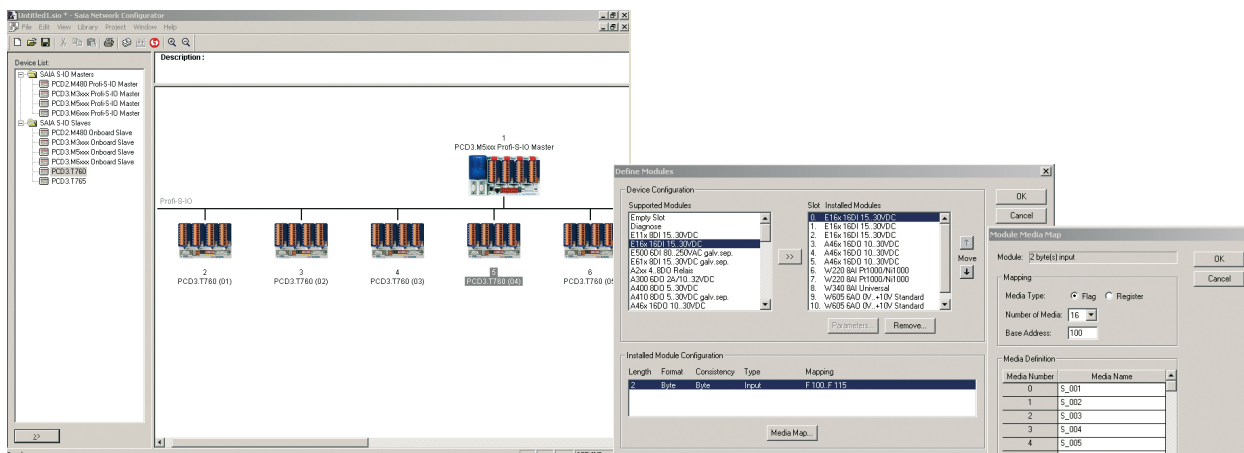 Untitled1.sio * - Saia Network Configurator
File Edit View Library Project Window Help
Device List:
SAIA S-IO Masters
PCD2.M480 Profi-S-IO Master
PCD3.M3xxx Profi-S-IO Master
PCD3.M5xxx Profi-S-IO Master
PCD3.M6xxx Profi-S-IO Master
SAIA S-IO Slaves
PCD2.M480 Onboard Slave
PCD3.M3xxx Onboard Slave
PCD3.M5xxx Onboard Slave
PCD3.M6xxx Onboard Slave
PCD3.T760
PCD3.T765
>>
Description :
1
PCD3.M5xxx Profi-S-IO Master
Profi-S-IO
2
PCD3.T760 (01)
3
PCD3.T760 (02)
4
PCD3.T760 (03)
5
PCD3.T760 (04)
6
PCD3.T760 (05
Define Modules
Device Configuration
Supported Modules
Empty Slot
Diagnose
E11x 8DI 15..30VDC
E16x 16DI 15..30VDC
E500 6DI 80..250VAC galv.sep.
E61x 8DI 15..30VDC galv.sep.
A2xx 4..8DO Relais
A300 6DO 2A/10..32VDC
A400 8DO 5..30VDC
A410 8DO 5..30VDC galv.sep.
A46x 16DO 10..30VDC
>>
Slot Installed Modules
0. E16x 16DI 15..30VDC
1. E16x 16DI 15..30VDC
2. E16x 16DI 15..30VDC
3. A46x 16DO 10..30VDC
4. A46x 16DO 10..30VDC
5. A46x 16DO 10..30VDC
6. W220 8AI Pt1000/Ni1000
7. W220 8AI Pt1000/Ni1000
8. W340 8AI Universal
9. W605 6AO 0V..+10V Standard
10. W605 6AO 0V..+10V Standard
Move
Parameters...
Remove...
OK
Cancel
Installed Module Configuration
Length Format Consistency Type Mapping
2 Byte Byte Input F 100..F 115
Media Map...
Module Media Map
Module: 2 byte(s) input
OK
Cancel
Mapping
Media Type: Flag Register
Number of Media: 16
Base Address: 100
Media Definition
Media Number Media Name
0 S_001
1 S_002
2 S_003
3 S_004
4 S_005